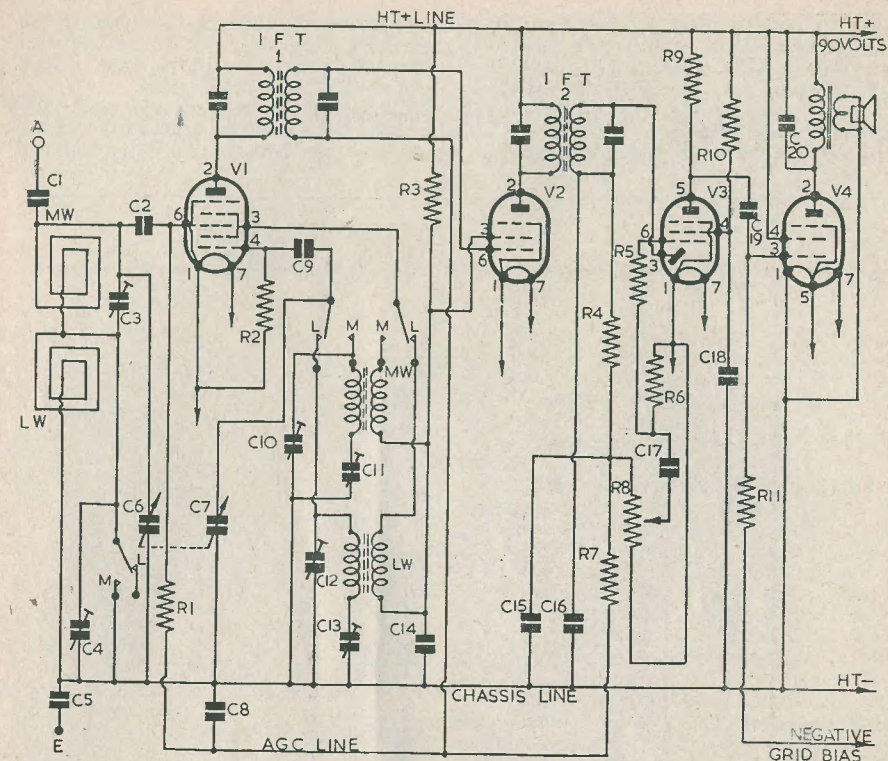 HT+LINE
HT+
90VOLTS
I F T
1
I F T
2
R9
R10
C
20
A
C1
MW
C2
2
V1
6
3
4
1
7
C9
R3
2
V2
3
6
1
7
5
V3
6
3
4
1
7
C
19
2
V4
4
3
1
5
7
C3
R2
L
M
M
L
MW
R5
R4
R6
C18
LW
C10
C11
C17
C6
C7
R8
R11
M
L
C12
LW
R7
C4
R1
C13
C14
C15
C16
C5
E
C8
CHASSIS LINE
HT-
AGC LINE
NEGATIVE
GRID BIAS